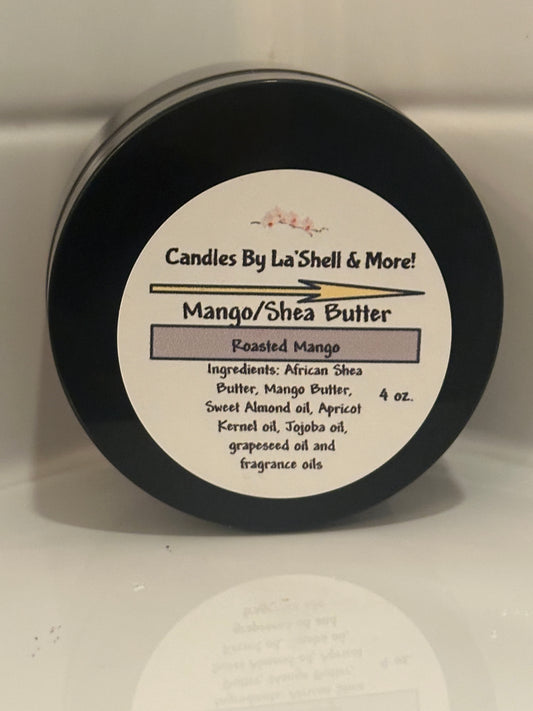 Candles By La'Shell & More!
Mango/Shea Butter
Roasted Mango
Ingredients: African Shea
Butter, Mango Butter,
Sweet Almond oil, Apricot
Kernel oil, Jojoba oil,
grapeseed oil and
fragrance oils
4 oz.